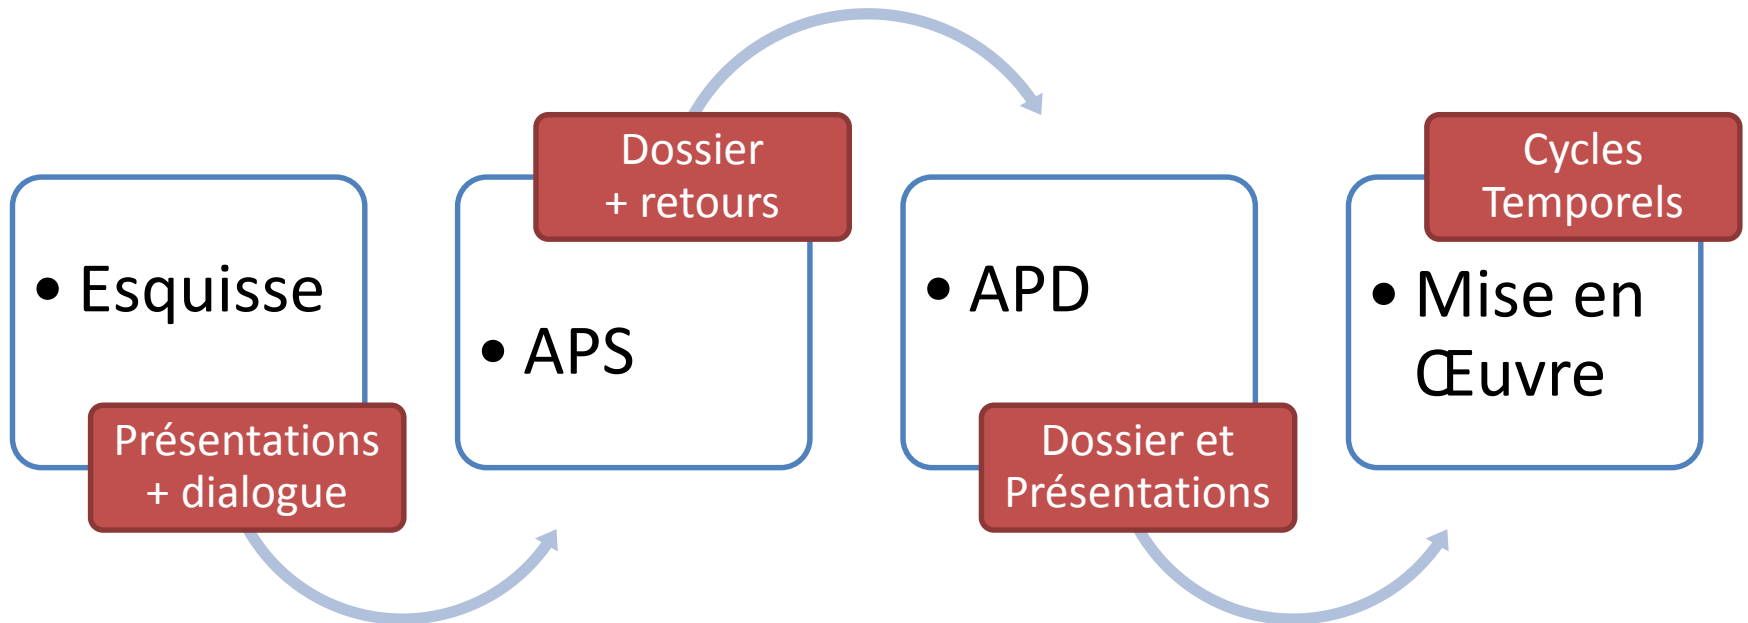 • Esquisse
Présentations
+ dialogue
Dossier
+ retours
• APS
• APD
Dossier et
Présentations
Cycles
Temporels
• Mise en
Œuvre